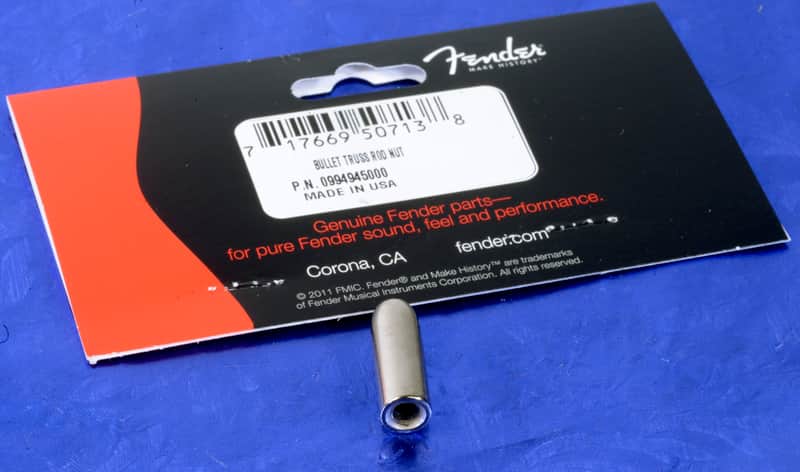 Fender
MAKE HISTORY™
7 17669 50713 8
BULLET TRUSS ROD NUT
P.N. 0994945000
MADE IN USA
Genuine Fender parts—
for pure Fender sound, feel and performance.
Corona, CA fender.com
© 2011 FMIC. Fender® and Make History™ are trademarks
of Fender Musical Instruments Corporation. All rights reserved.